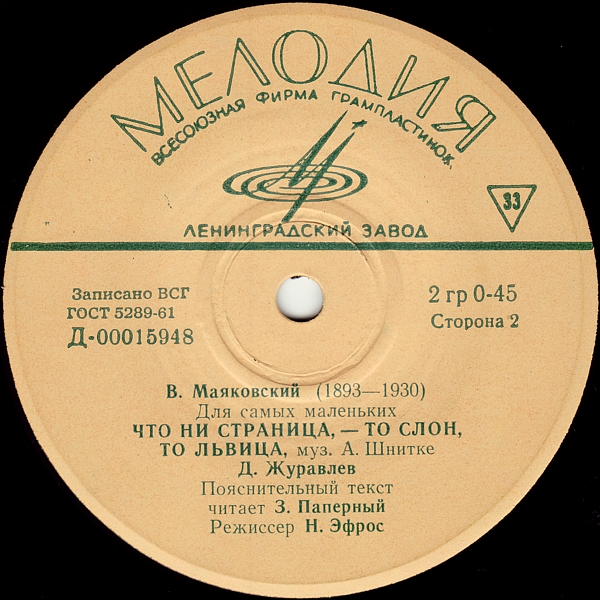 МЕЛОДИЯ
ВСЕСОЮЗНАЯ ФИРМА ГРАМПЛАСТИНОК
33
ЛЕНИНГРАДСКИЙ ЗАВОД
Записано ВСГ
ГОСТ 5289-61
Д-00015948
2 гр 0-45
Сторона 2
В. Маяковский (1893—1930)
Для самых маленьких
ЧТО НИ СТРАНИЦА, — ТО СЛОН,
ТО ЛЬВИЦА, муз. А. Шнитке
Д. Журавлев
Пояснительный текст
читает З. Паперный
Режиссер Н. Эфрос